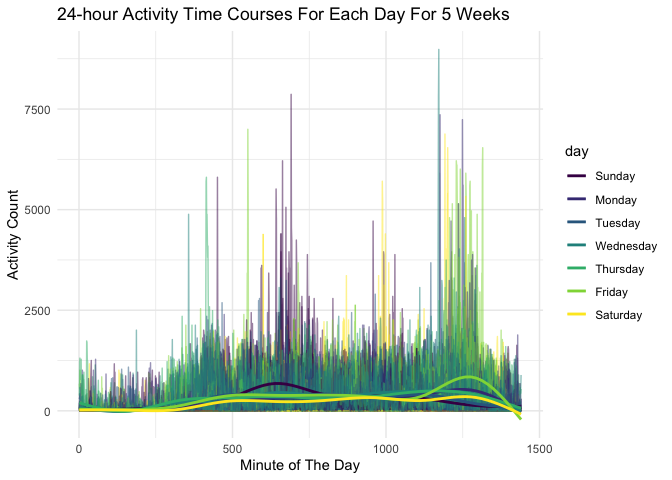 24-hour Activity Time Courses For Each Day For 5 Weeks
7500
5000
2500
0
Activity Count
0 500 1000 1500
Minute of The Day
day
Sunday
Monday
Tuesday
Wednesday
Thursday
Friday
Saturday